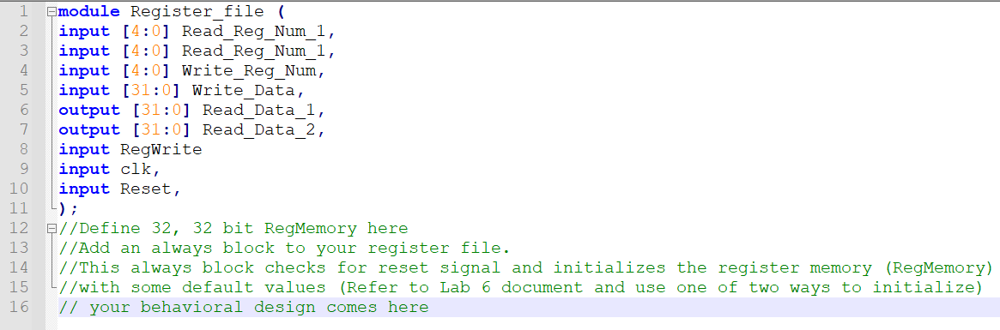 1 module Register_file (
2 input [4:0] Read_Reg_Num_1,
3 input [4:0] Read_Reg_Num_1,
4 input [4:0] Write_Reg_Num,
5 input [31:0] Write_Data,
6 output [31:0] Read_Data_1,
7 output [31:0] Read_Data_2,
8 input RegWrite
9 input clk,
10 input Reset,
11 );
12 //Define 32, 32 bit RegMemory here
13 //Add an always block to your register file.
14 //This always block checks for reset signal and initializes the register memory (RegMemory)
15 //with some default values (Refer to Lab 6 document and use one of two ways to initialize)
16 // your behavioral design comes here